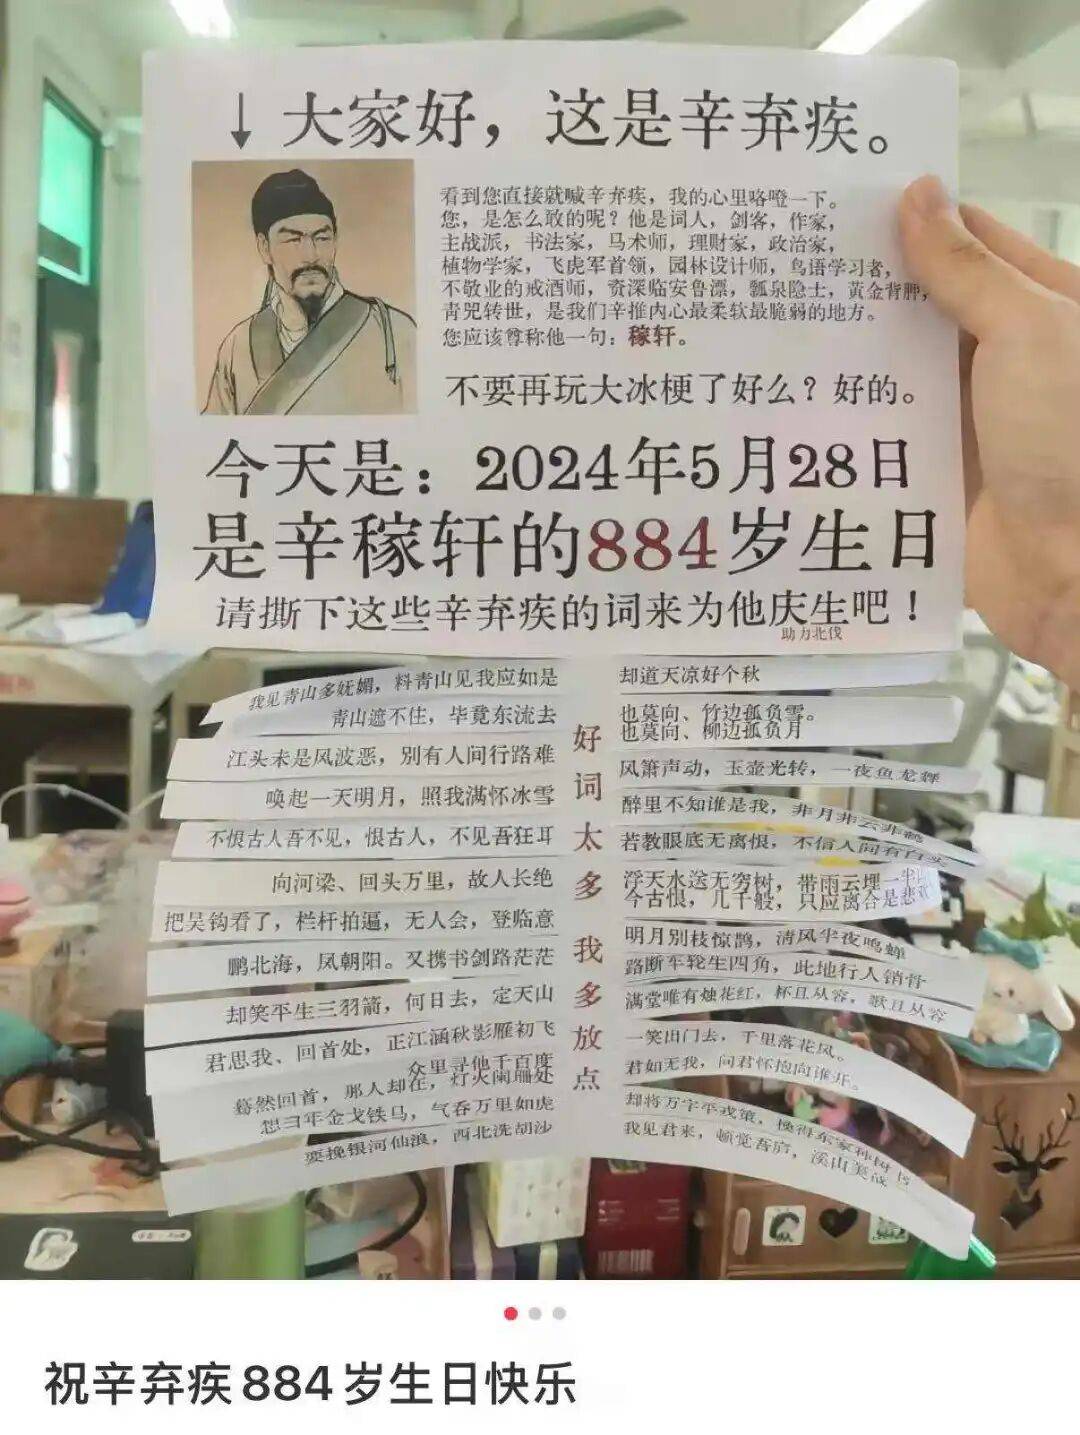 ↓大家好，这是辛弃疾。
看到您直接就喊辛弃疾，我的心里咯噔一下。
您，是怎么敢的呢？他是词人，剑客，作家，
主战派，书法家，马术师，理财家，政治家，
植物学家，飞虎军首领，园林设计师，鸟语学习者，
不敬业的戒酒师，资深临安鲁漂，瓢泉隐士，黄金背脾，
青兕转世，是我们辛推内心最柔软最脆弱的地方。
您应该尊称他一句：稼轩。
不要再玩大冰梗了好么？好的。
今天是：2024年5月28日
是辛稼轩的884岁生日
请撕下这些辛弃疾的词来为他庆生吧！
助力北伐
我见青山多妩媚，料青山见我应如是
青山遮不住，毕竟东流去
江头未是风波恶，别有人间行路难
唤起一天明月，照我满怀冰雪
不恨古人吾不见，恨古人，不见吾狂耳
向河梁、回头万里，故人长绝
把吴钩看了，栏杆拍遍，无人会，登临意
鹏北海，凤朝阳。又携书剑路茫茫
却笑平生三羽箭，何日去，定天山
君思我、回首处，正江涵秋影雁初飞
众里寻他千百度
蓦然回首，那人却在，灯火阑珊处
想当年金戈铁马，气吞万里如虎
要挽银河仙浪，西北洗胡沙
好词太多我多放点
却道天凉好个秋
也莫向、竹边孤负雪。
也莫向、柳边孤负月
风箫声动，玉壶光转，一夜鱼龙舞
醉里不知谁是我，非月非云非鹤
若教眼底无离恨，不信人间有白头
浮天水送无穷树，带雨云埋一半山
今古恨，几千般，只应离合是悲欢
明月别枝惊鹊，清风半夜鸣蝉
路断车轮生四角，此地行人销骨
满堂唯有烛花红，杯且从容，歌且从容
一笑出门去，千里落花风。
君如无我，问君怀抱向谁开。
却将万字平戎策，换得东家种树书
我见君来，顿觉吾庐，溪山美哉
祝辛弃疾884岁生日快乐